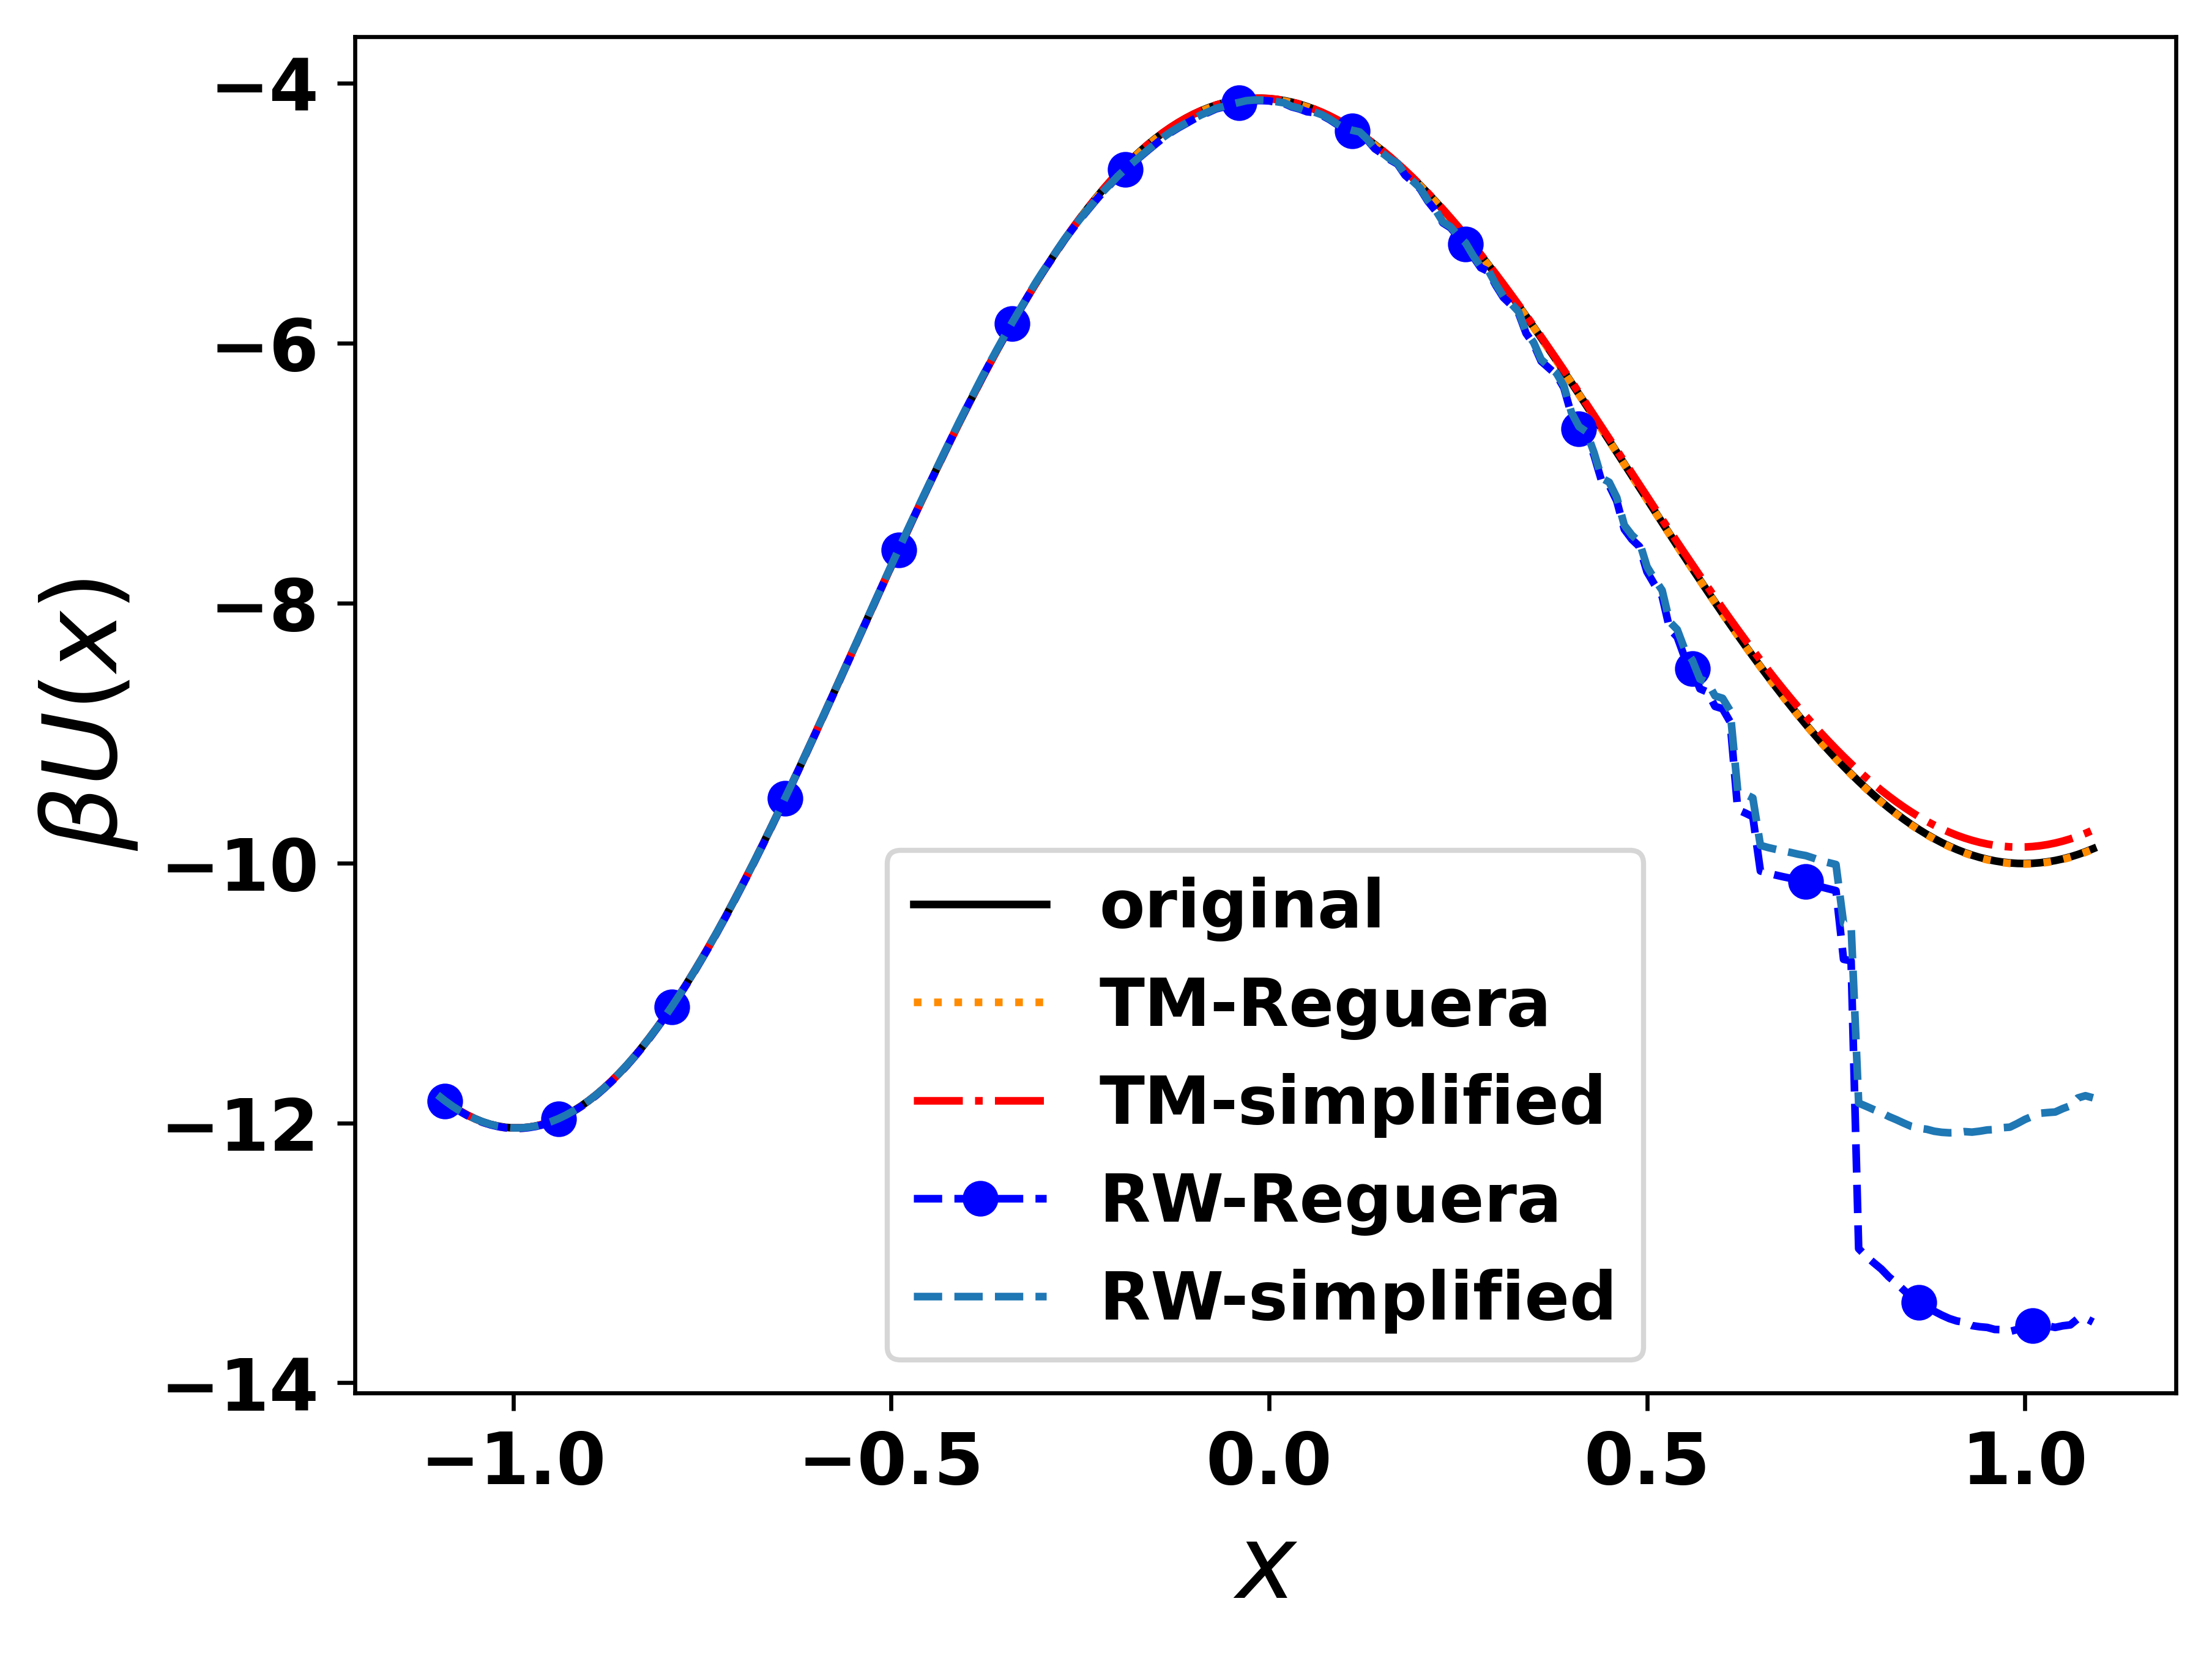 −4
−6
−8
−10
−12
−14
βU(x)
original
TM-Reguera
TM-simplified
RW-Reguera
RW-simplified
−1.0 −0.5 0.0 0.5 1.0
x